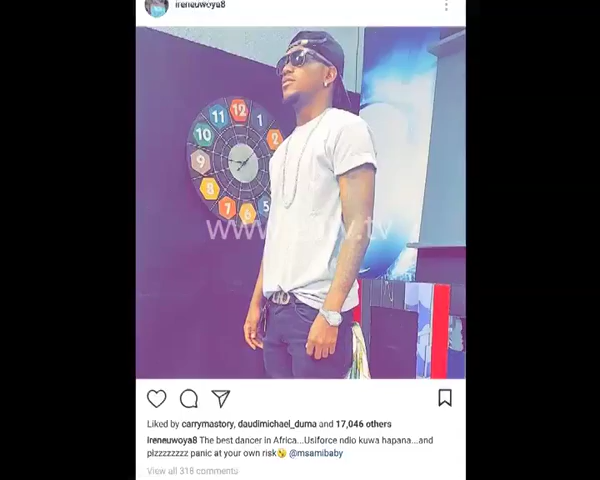 ireneuwoya8
12
11
1
10
2
9
8
7
6
5
Liked by carrymastory, daudimichael_duma and 17,046 others
ireneuwoya8 The best dancer in Africa...Usiforce ndio kuwa hapana...and
plzzzzzzzz panic at your own risk😘 @msamibaby
View all 318 comments